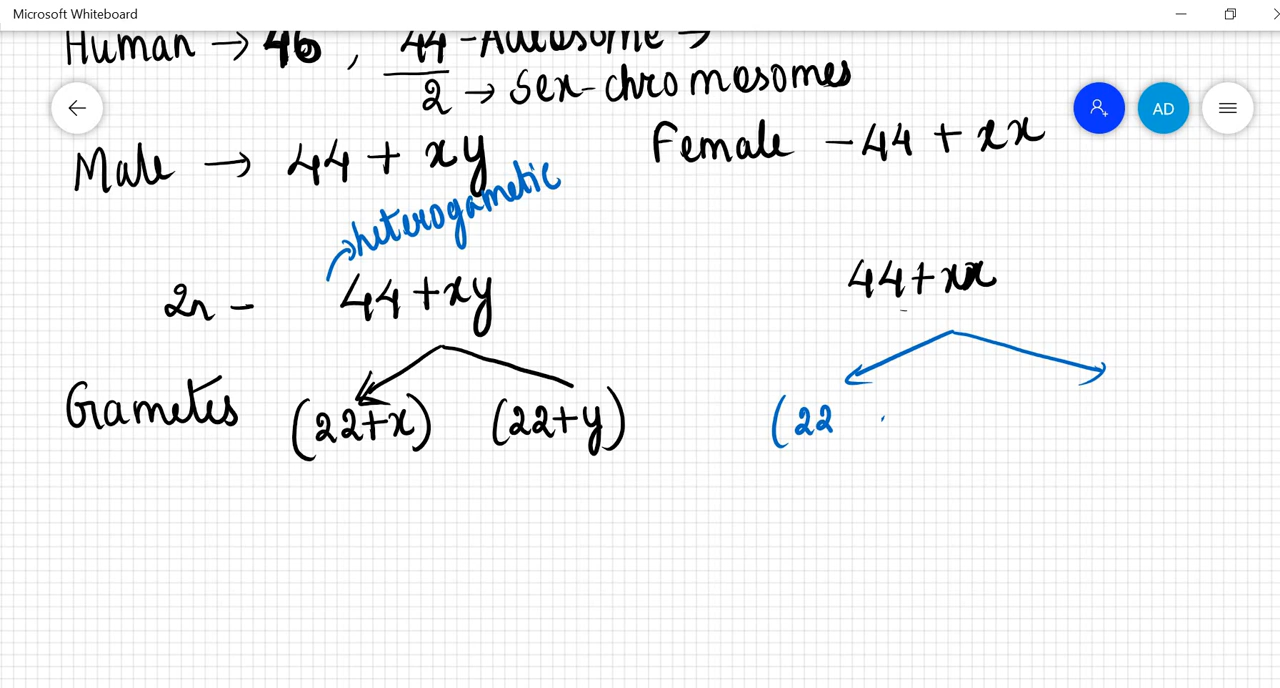 Microsoft Whiteboard
Human → 46 , 44 - Autosome →
2 → Sex-chromosomes
AD
Male → 44 + xy
Female - 44 + xx
heterogametic
2n - 44+xy
44+xx
Gametes (22+x) (22+y)
(22